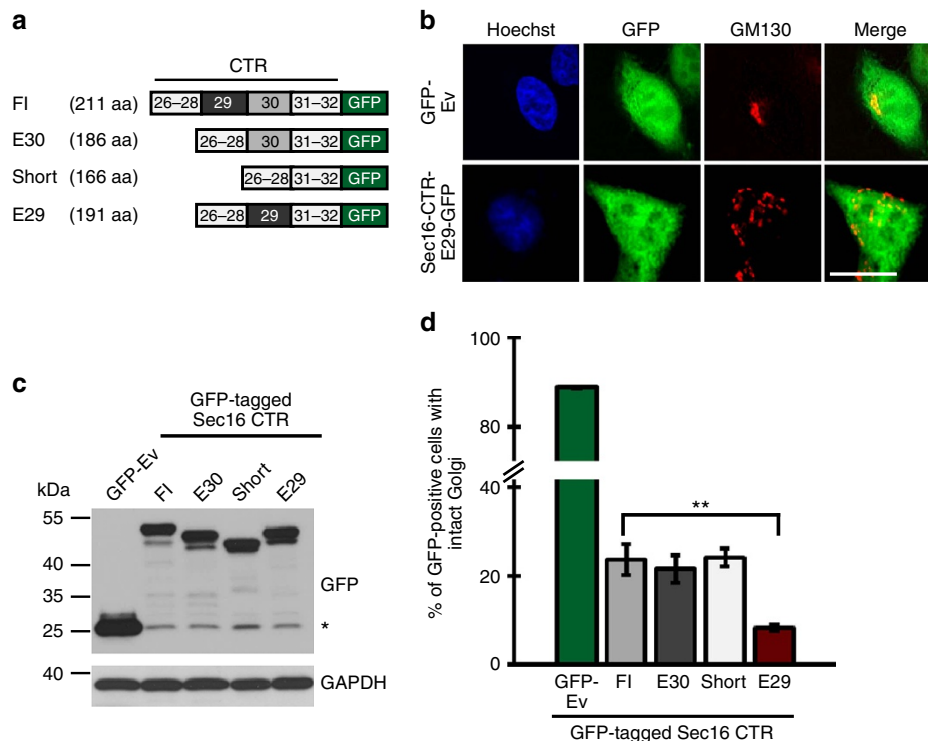 a
CTR
FI (211 aa) 26–28 29 30 31–32 GFP
E30 (186 aa) 26–28 30 31–32 GFP
Short (166 aa) 26–28 31–32 GFP
E29 (191 aa) 26–28 29 31–32 GFP
b
Hoechst GFP GM130 Merge
GFP-
Ev
Sec16-CTR-
E29-GFP
c
GFP-tagged
Sec16 CTR
kDa GFP-Ev FI E30 Short E29
55
40
35
25
GFP
*
40
GAPDH
d
% of GFP-positive cells with
intact Golgi
100
80
40
20
0
**
GFP-
Ev
FI E30 Short E29
GFP-tagged Sec16 CTR